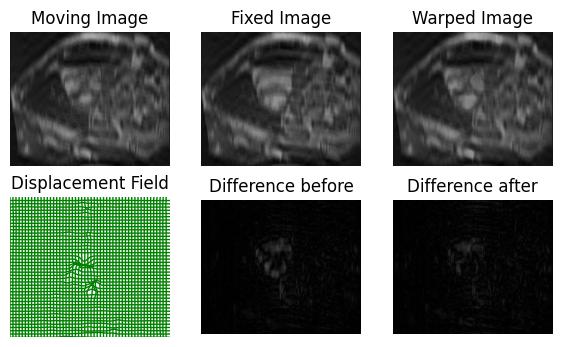 Moving Image
Fixed Image
Warped Image
Displacement Field
Difference before
Difference after